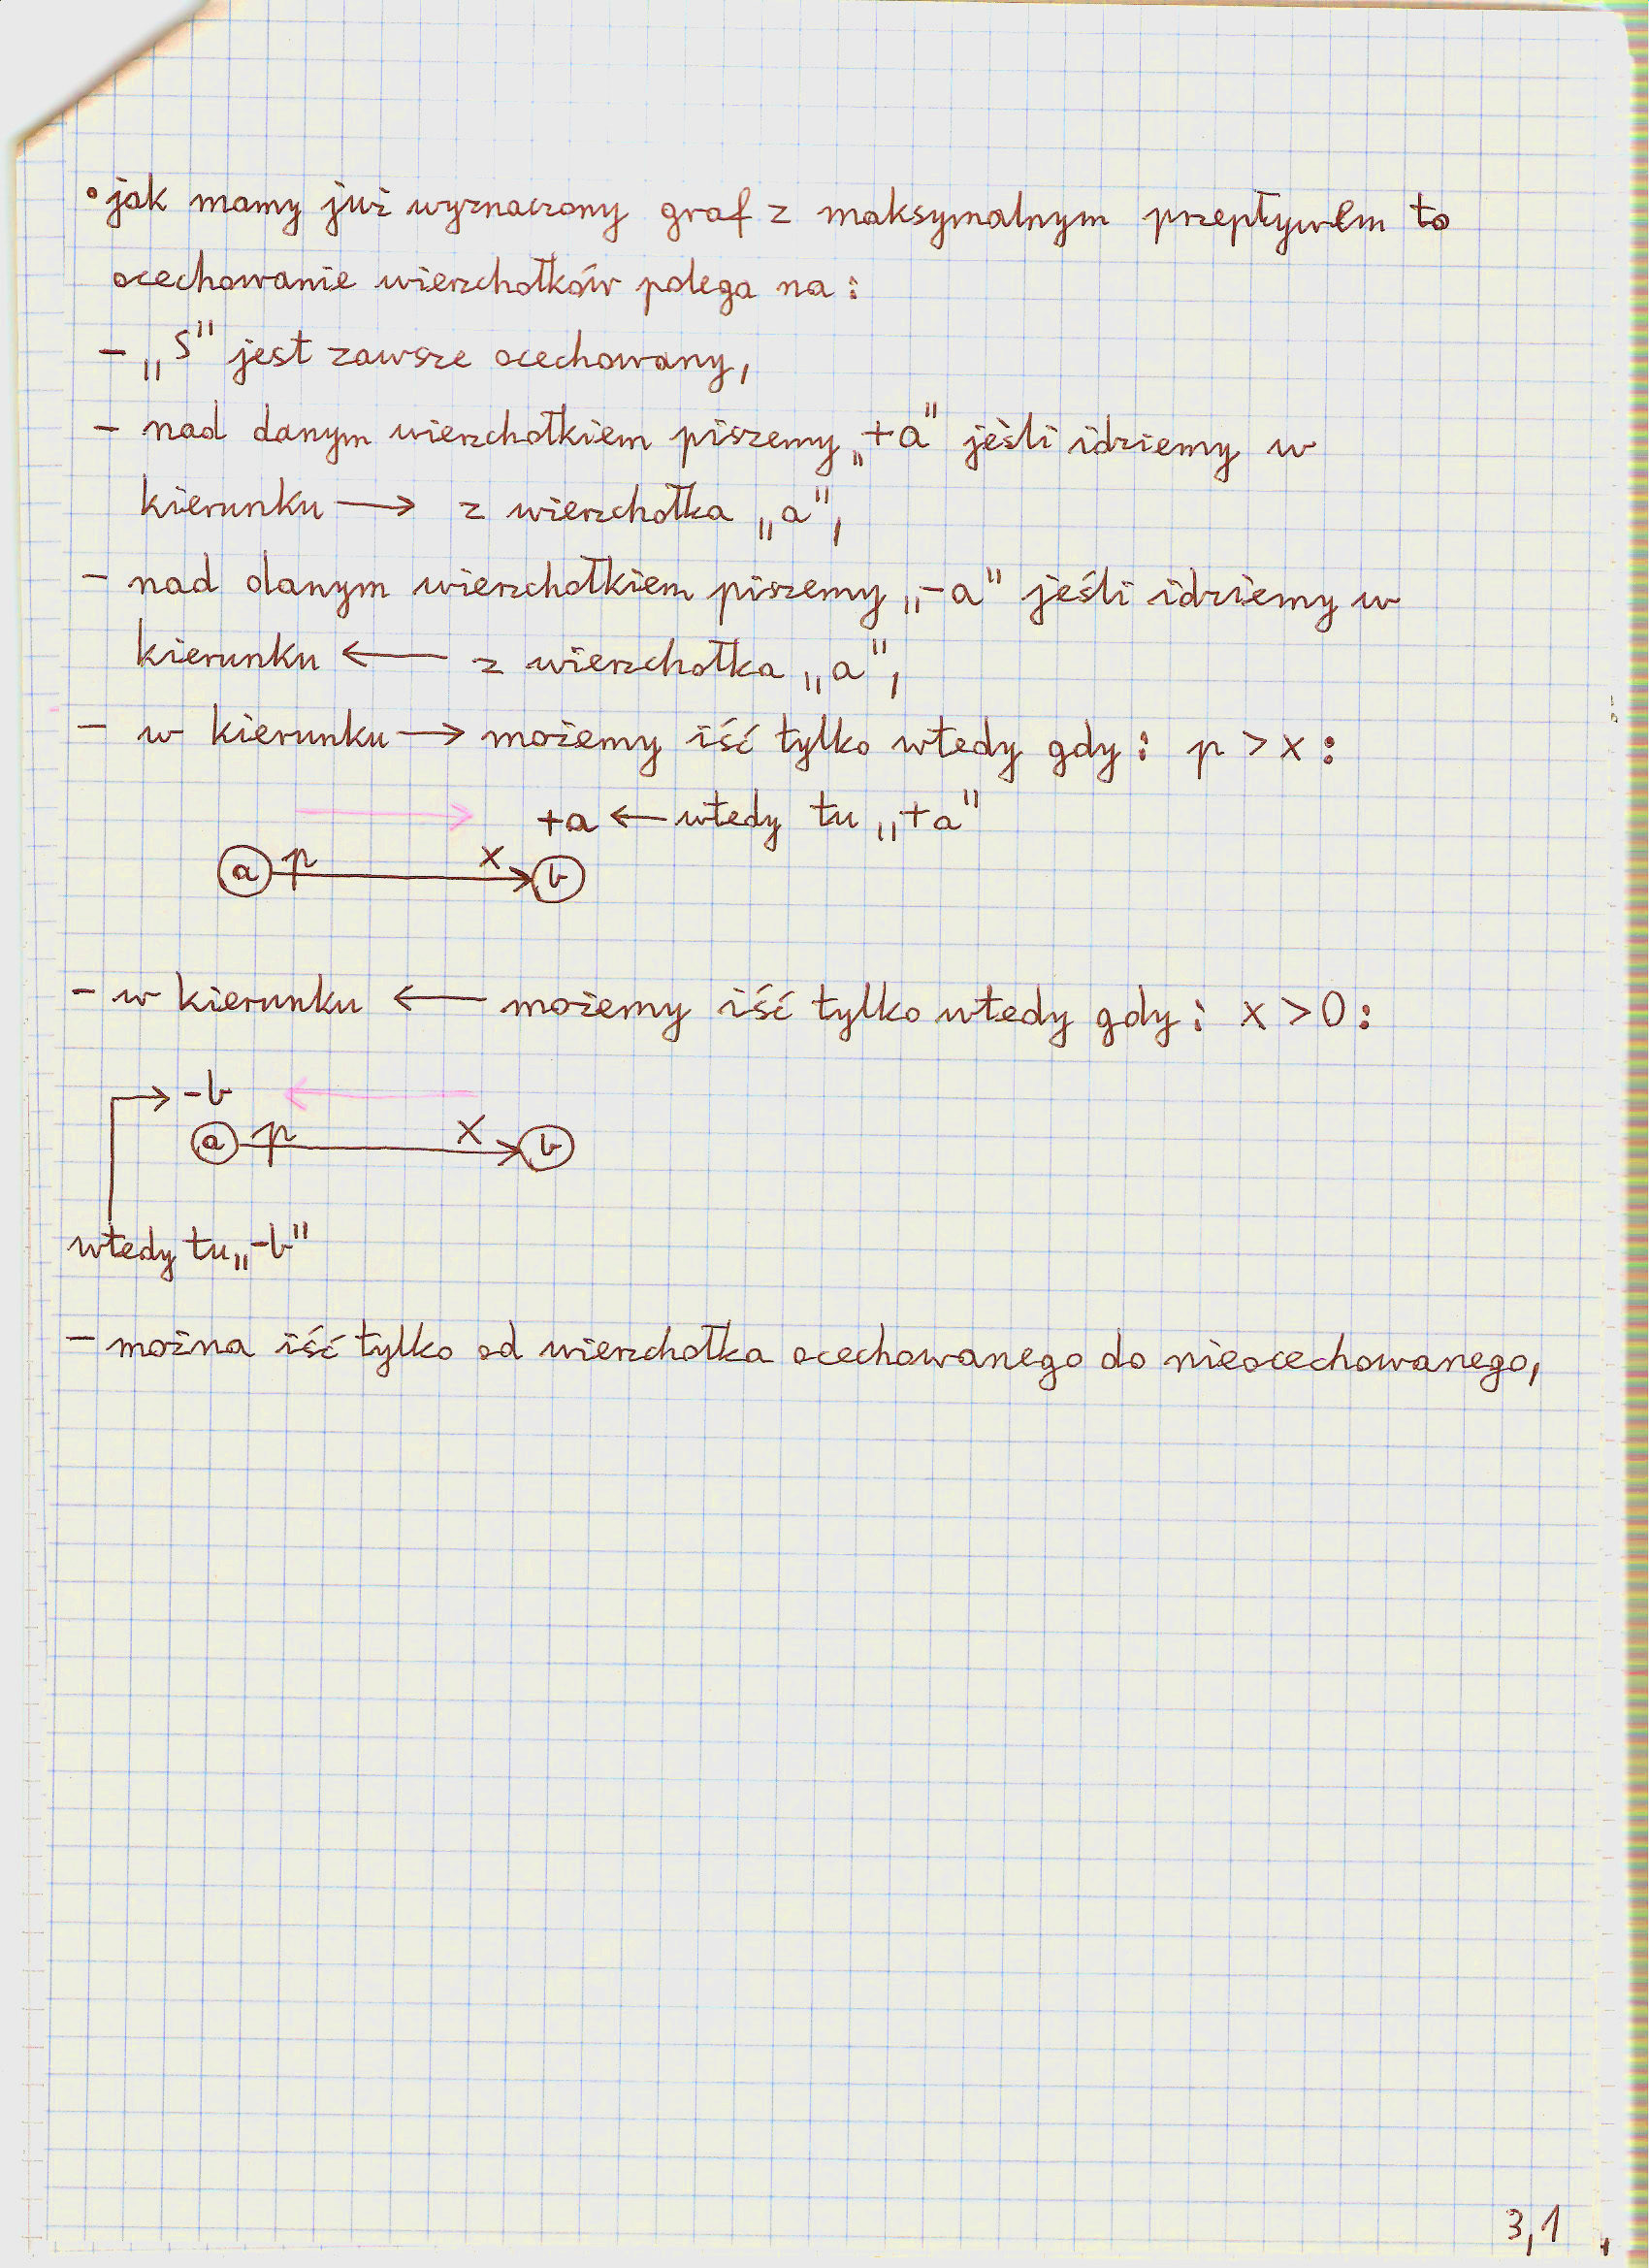 • jak mamy już wyznaczony graf z maksymalnym przepływem to
ocechowanie wierzchołków polega na:
- „s" jest zawsze ocechowany,
- nad danym wierzchołkiem piszemy „+a" jeśli idziemy w
kierunku → z wierzchołka „a",
- nad danym wierzchołkiem piszemy „-a" jeśli idziemy w
kierunku ← z wierzchołka „a",
- w kierunku → możemy iść tylko wtedy gdy: p > x:
+a ← wtedy tu „+a"
a p x b
- w kierunku ← możemy iść tylko wtedy gdy: x > 0:
-b
a p x b
wtedy tu „-b"
- można iść tylko od wierzchołka ocechowanego do nieocechowanego,
3,1